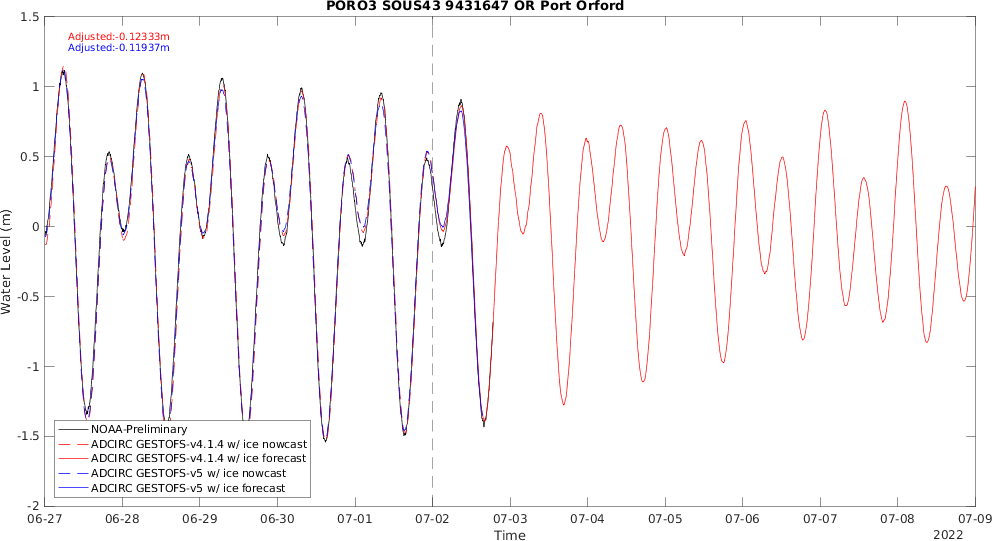 PORO3 SOUS43 9431647 OR Port Orford
Adjusted:-0.12333m
Adjusted:-0.11937m
1.5
1
0.5
0
-0.5
-1
-1.5
-2
Water Level (m)
NOAA-Preliminary
ADCIRC GESTOFS-v4.1.4 w/ ice nowcast
ADCIRC GESTOFS-v4.1.4 w/ ice forecast
ADCIRC GESTOFS-v5 w/ ice nowcast
ADCIRC GESTOFS-v5 w/ ice forecast
06-27 06-28 06-29 06-30 07-01 07-02 07-03 07-04 07-05 07-06 07-07 07-08 07-09
Time
2022